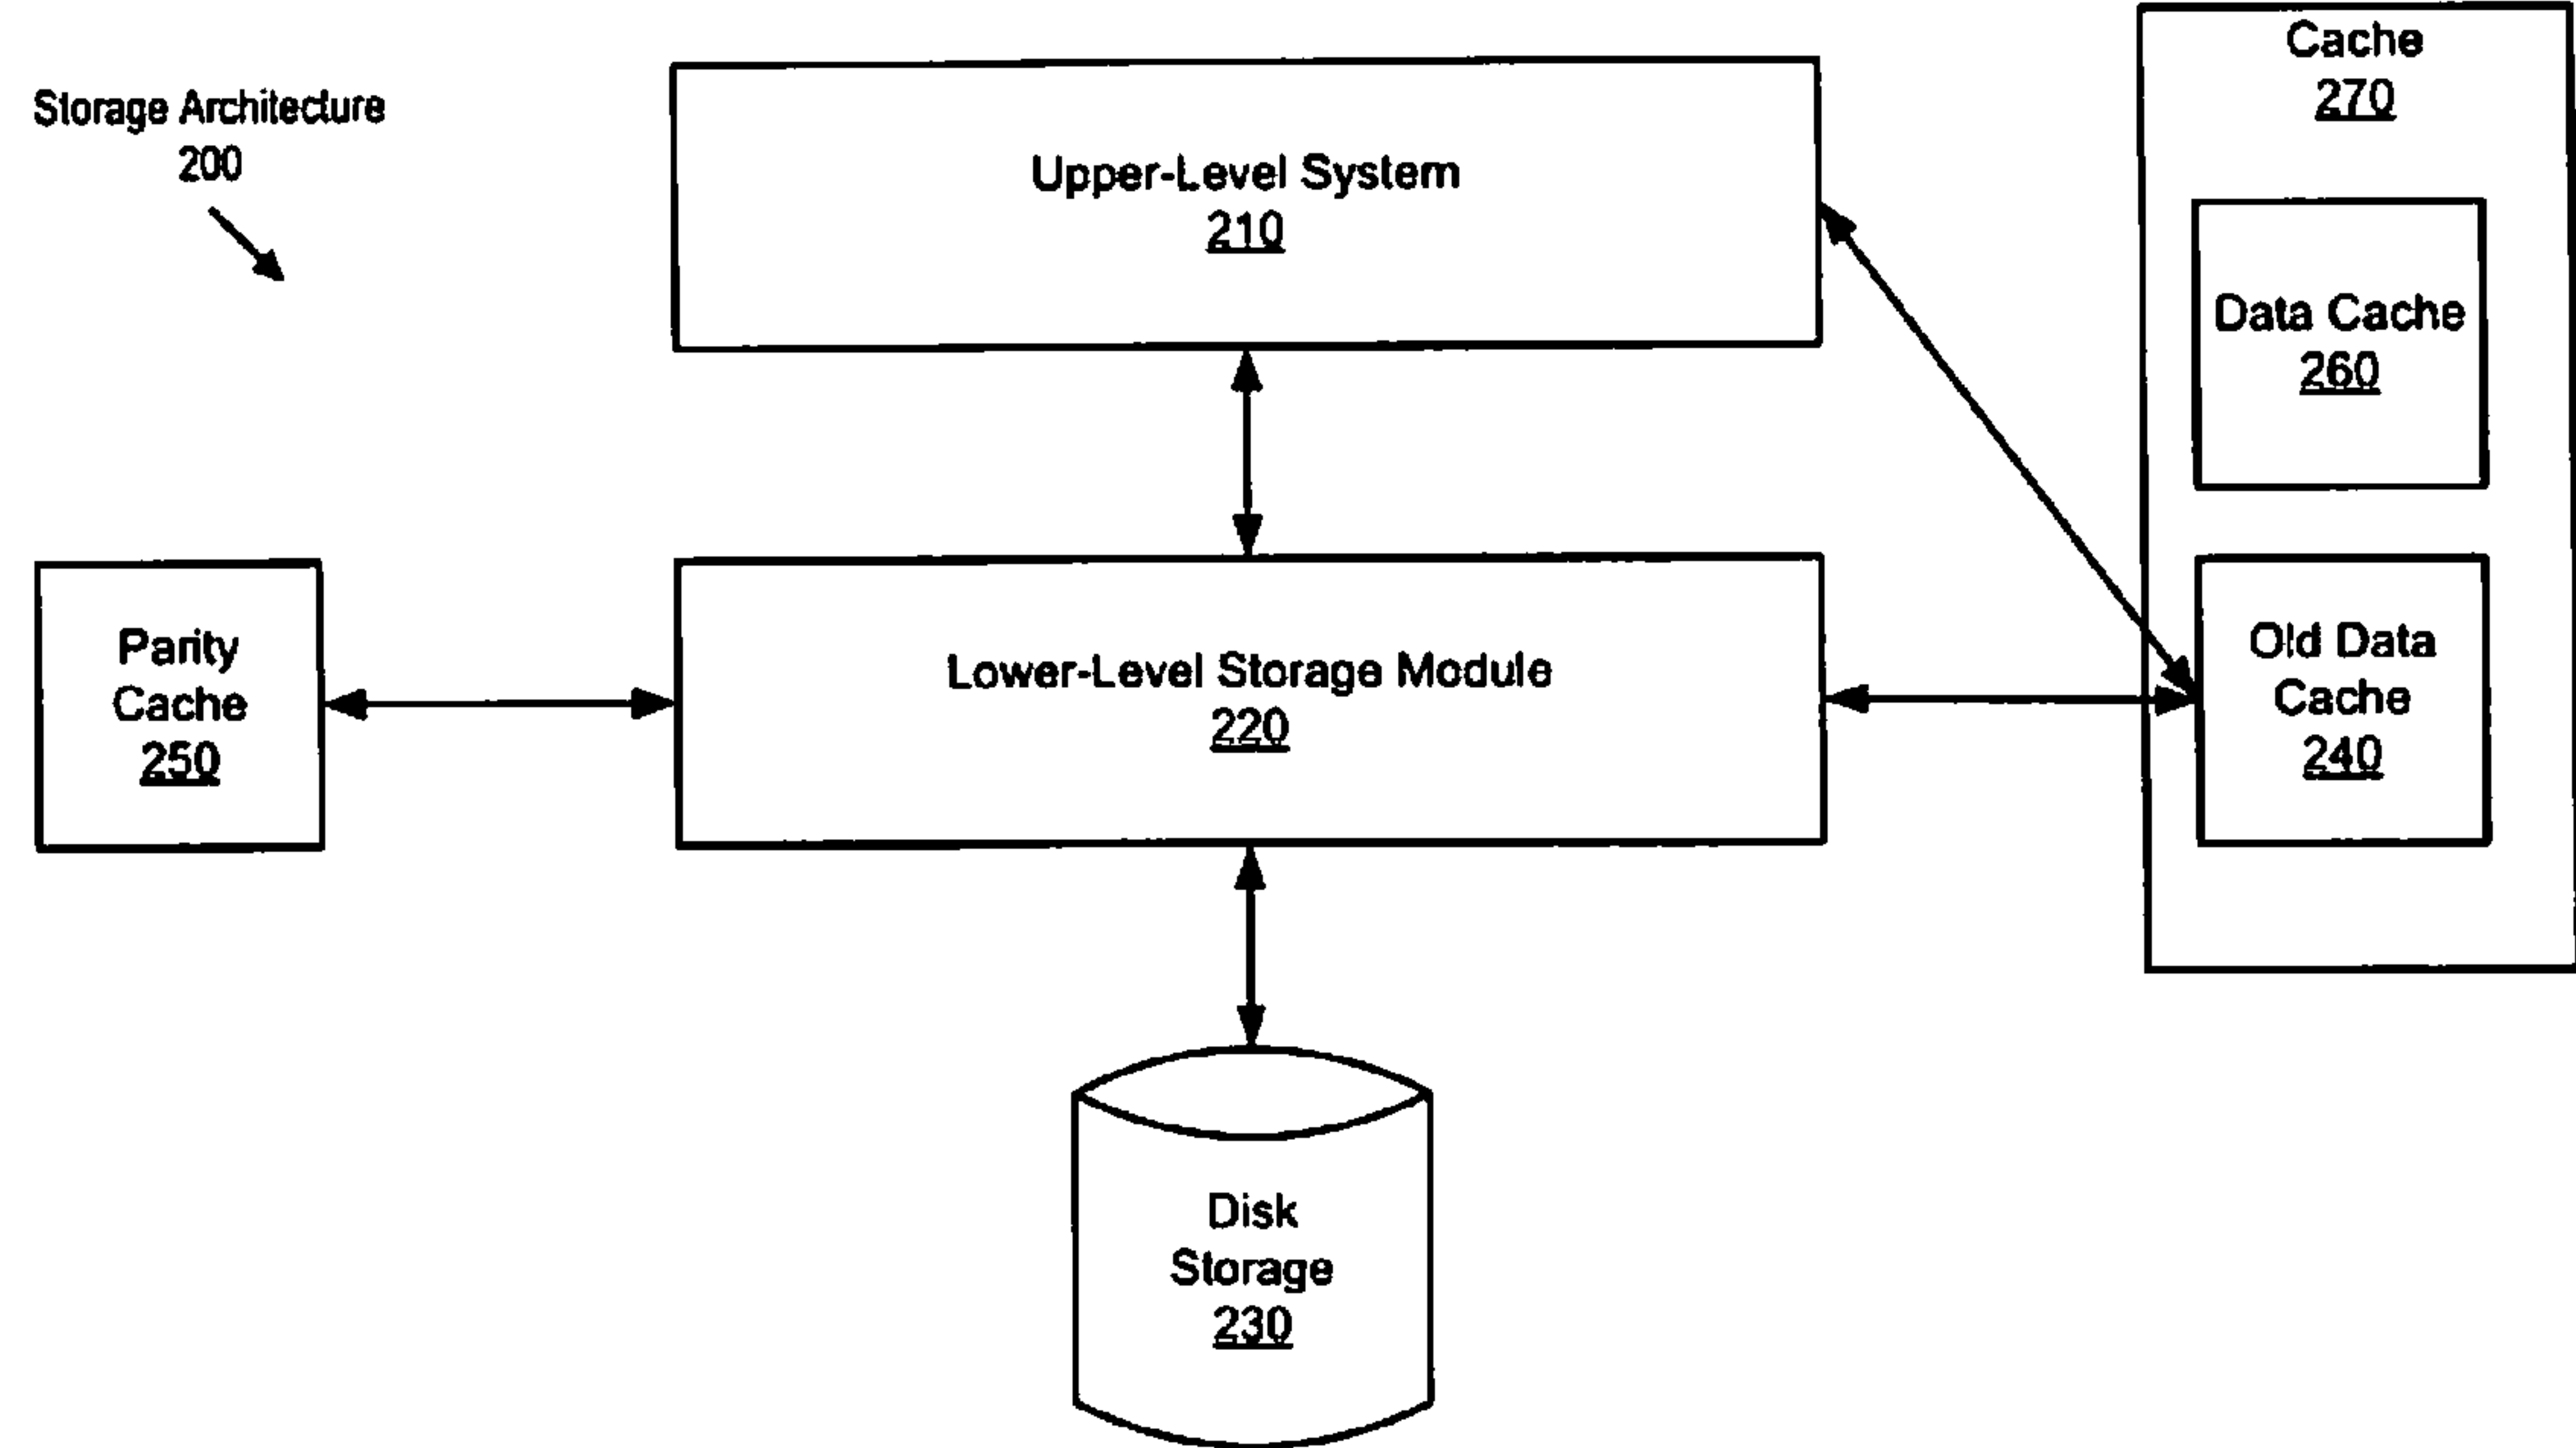 Storage Architecture
200
Upper-Level System
210
Cache
270
Data Cache
260
Parity
Cache
250
Lower-Level Storage Module
220
Old Data
Cache
240
Disk
Storage
230